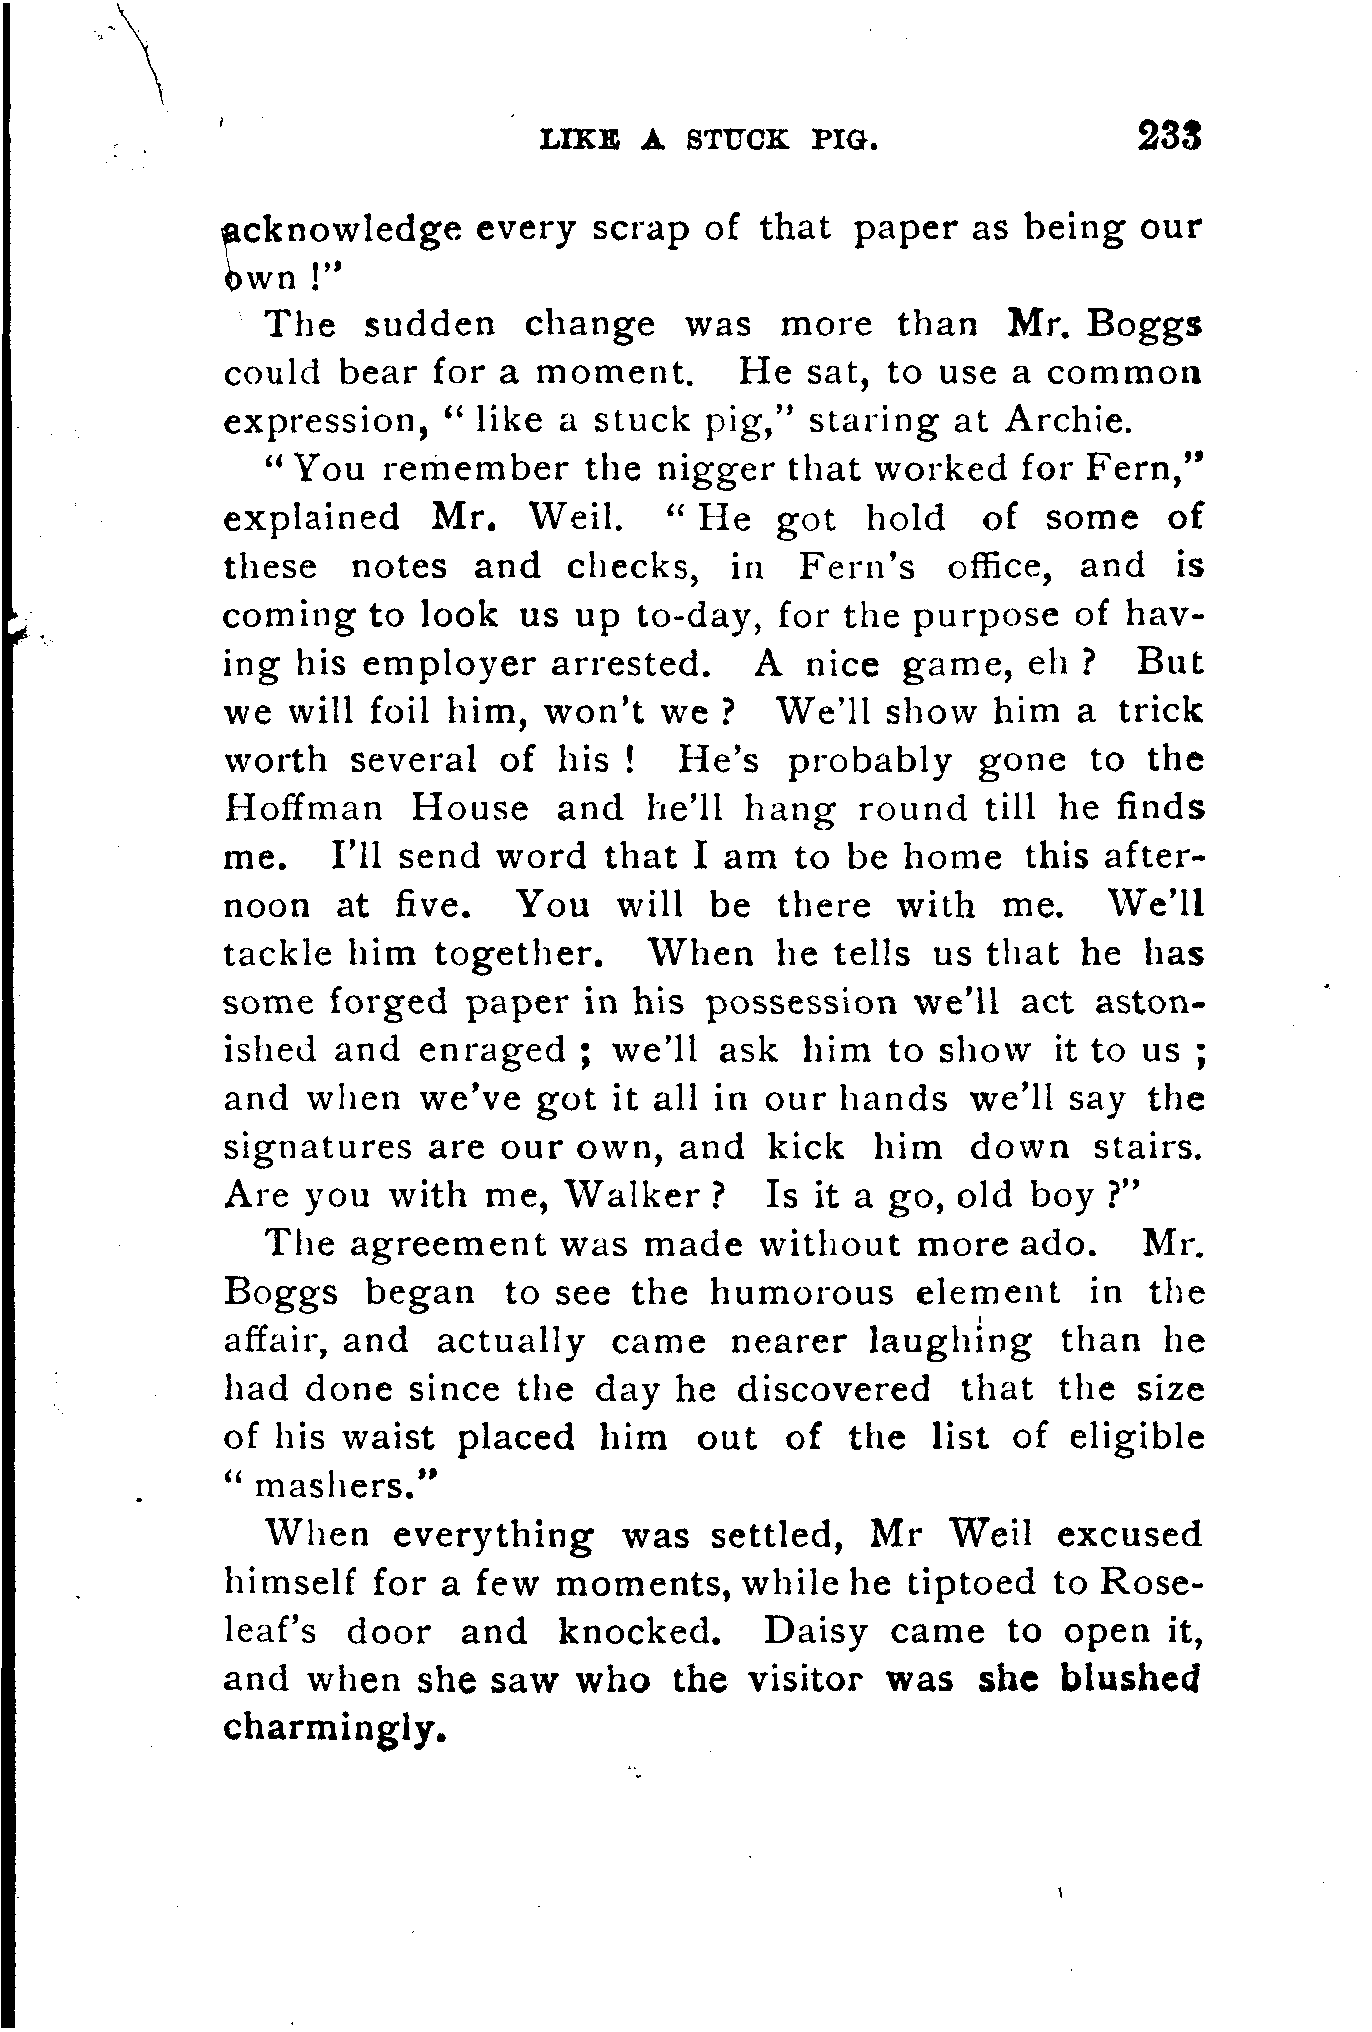 LIKE A STUCK PIG. 233
acknowledge every scrap of that paper as being our
own !"
The sudden change was more than Mr. Boggs
could bear for a moment. He sat, to use a common
expression, " like a stuck pig," staring at Archie.
" You remember the nigger that worked for Fern,"
explained Mr. Weil. " He got hold of some of
these notes and checks, in Fern's office, and is
coming to look us up to-day, for the purpose of hav-
ing his employer arrested. A nice game, eh ? But
we will foil him, won't we ? We'll show him a trick
worth several of his ! He's probably gone to the
Hoffman House and he'll hang round till he finds
me. I'll send word that I am to be home this after-
noon at five. You will be there with me. We'll
tackle him together. When he tells us that he has
some forged paper in his possession we'll act aston-
ished and enraged ; we'll ask him to show it to us ;
and when we've got it all in our hands we'll say the
signatures are our own, and kick him down stairs.
Are you with me, Walker ? Is it a go, old boy ?"
The agreement was made without more ado. Mr.
Boggs began to see the humorous element in the
affair, and actually came nearer laughing than he
had done since the day he discovered that the size
of his waist placed him out of the list of eligible
" mashers."
When everything was settled, Mr Weil excused
himself for a few moments, while he tiptoed to Rose-
leaf's door and knocked. Daisy came to open it,
and when she saw who the visitor was she blushed
charmingly.